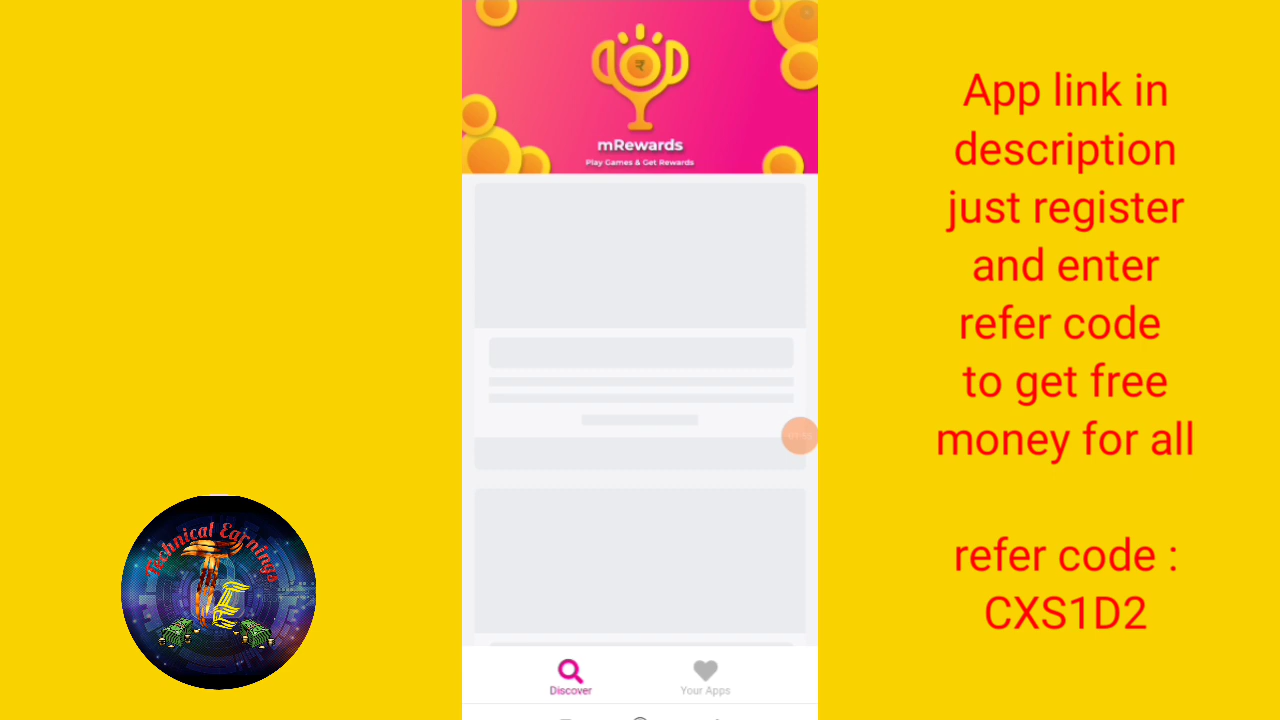 mRewards
Play Games & Get Rewards
App link in
description
just register
and enter
refer code
to get free
money for all
refer code :
CXS1D2
Technical Earnings
TE
Discover
Your Apps